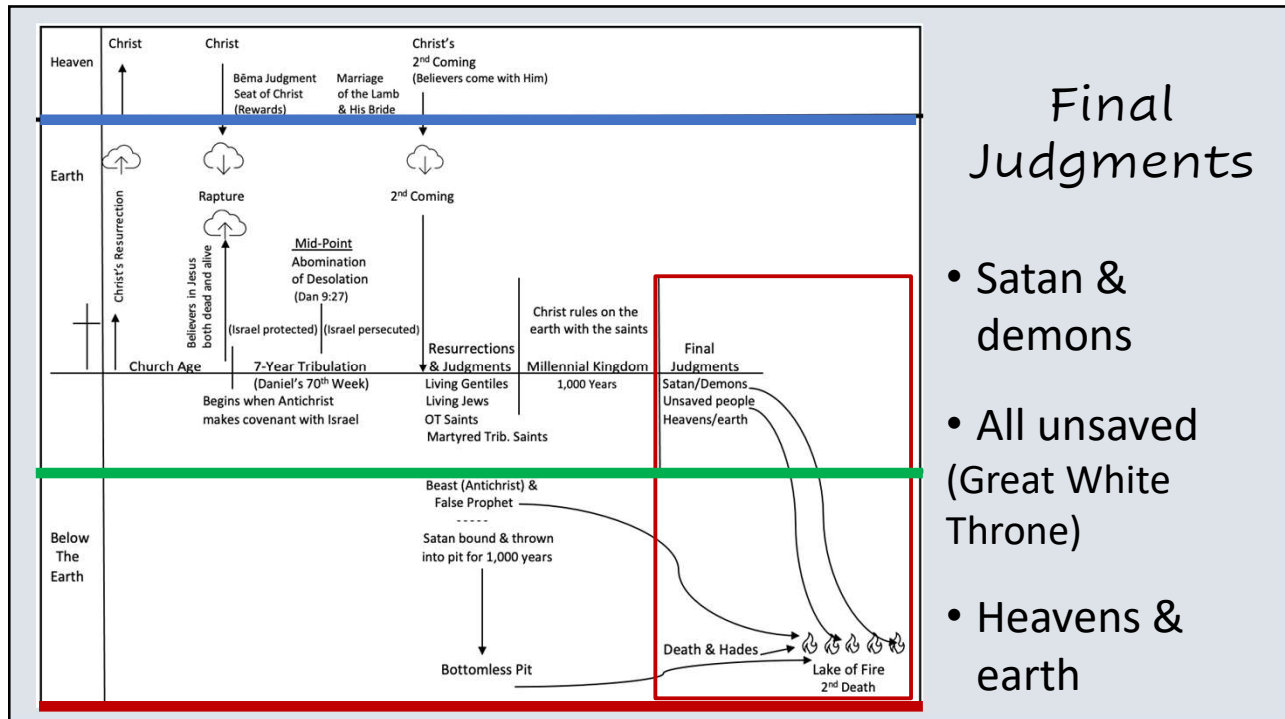 Heaven
Christ
Christ
Christ's
2nd Coming
(Believers come with Him)
Bēma Judgment
Seat of Christ
(Rewards)
Marriage
of the Lamb
& His Bride
Earth
Christ's Resurrection
Rapture
Believers in Jesus
both dead and alive
2nd Coming
Mid-Point
Abomination
of Desolation
(Dan 9:27)
(Israel protected)
(Israel persecuted)
Christ rules on the
earth with the saints
Church Age
7-Year Tribulation
(Daniel's 70th Week)
Begins when Antichrist
makes covenant with Israel
Resurrections
& Judgments
Living Gentiles
Living Jews
OT Saints
Martyred Trib. Saints
Millennial Kingdom
1,000 Years
Final
Judgments
Satan/Demons
Unsaved people
Heavens/earth
Below
The
Earth
Beast (Antichrist) &
False Prophet
-----
Satan bound & thrown
into pit for 1,000 years
Bottomless Pit
Death & Hades
Lake of Fire
2nd Death
Final
Judgments
• Satan &
demons
• All unsaved
(Great White
Throne)
• Heavens &
earth